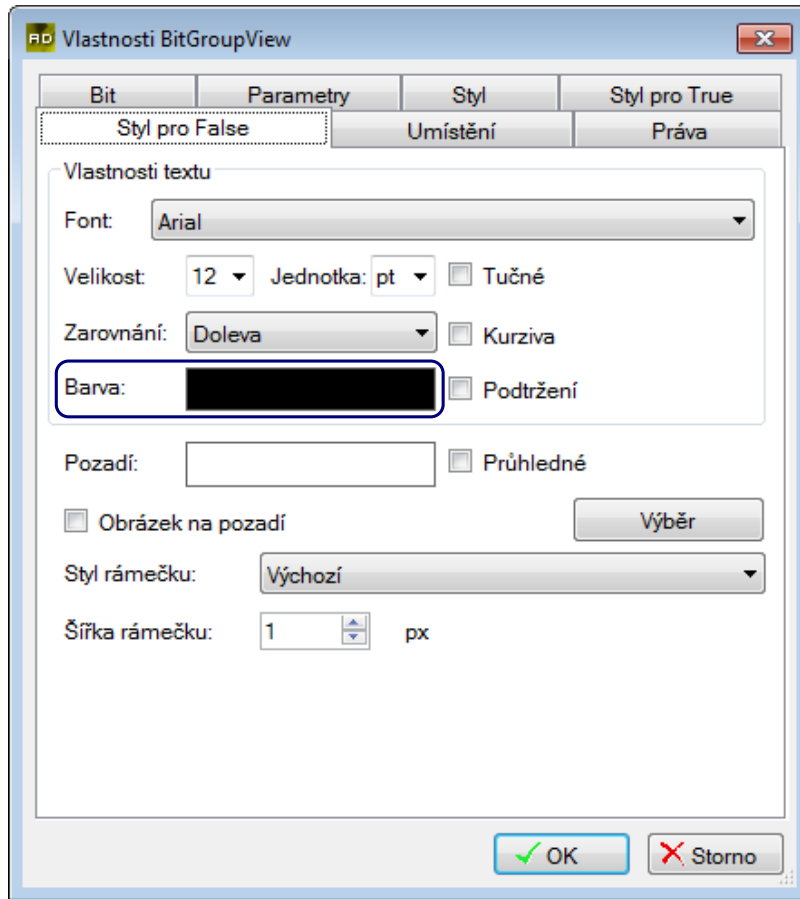 RD Vlastnosti BitGroupView
Bit Parametry Styl Styl pro True
Styl pro False Umístění Práva
Vlastnosti textu
Font: Arial
Velikost: 12 Jednotka: pt Tučné
Zarovnání: Doleva Kurziva
Barva: Podtržení
Pozadí: Průhledné
Obrázek na pozadí Výběr
Styl rámečku: Výchozí
Šířka rámečku: 1 px
OK Storno